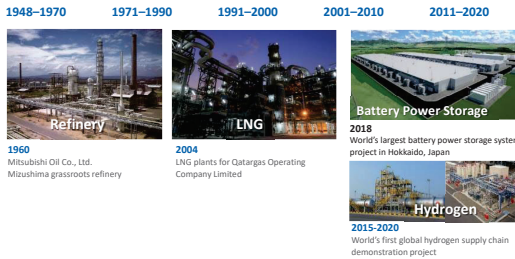 1948–1970 1971–1990 1991–2000 2001–2010 2011–2020
Refinery
1960
Mitsubishi Oil Co., Ltd.
Mizushima grassroots refinery
LNG
2004
LNG plants for Qatargas Operating
Company Limited
Battery Power Storage
2018
World's largest battery power storage system
project in Hokkaido, Japan
Hydrogen
2015-2020
World's first global hydrogen supply chain
demonstration project